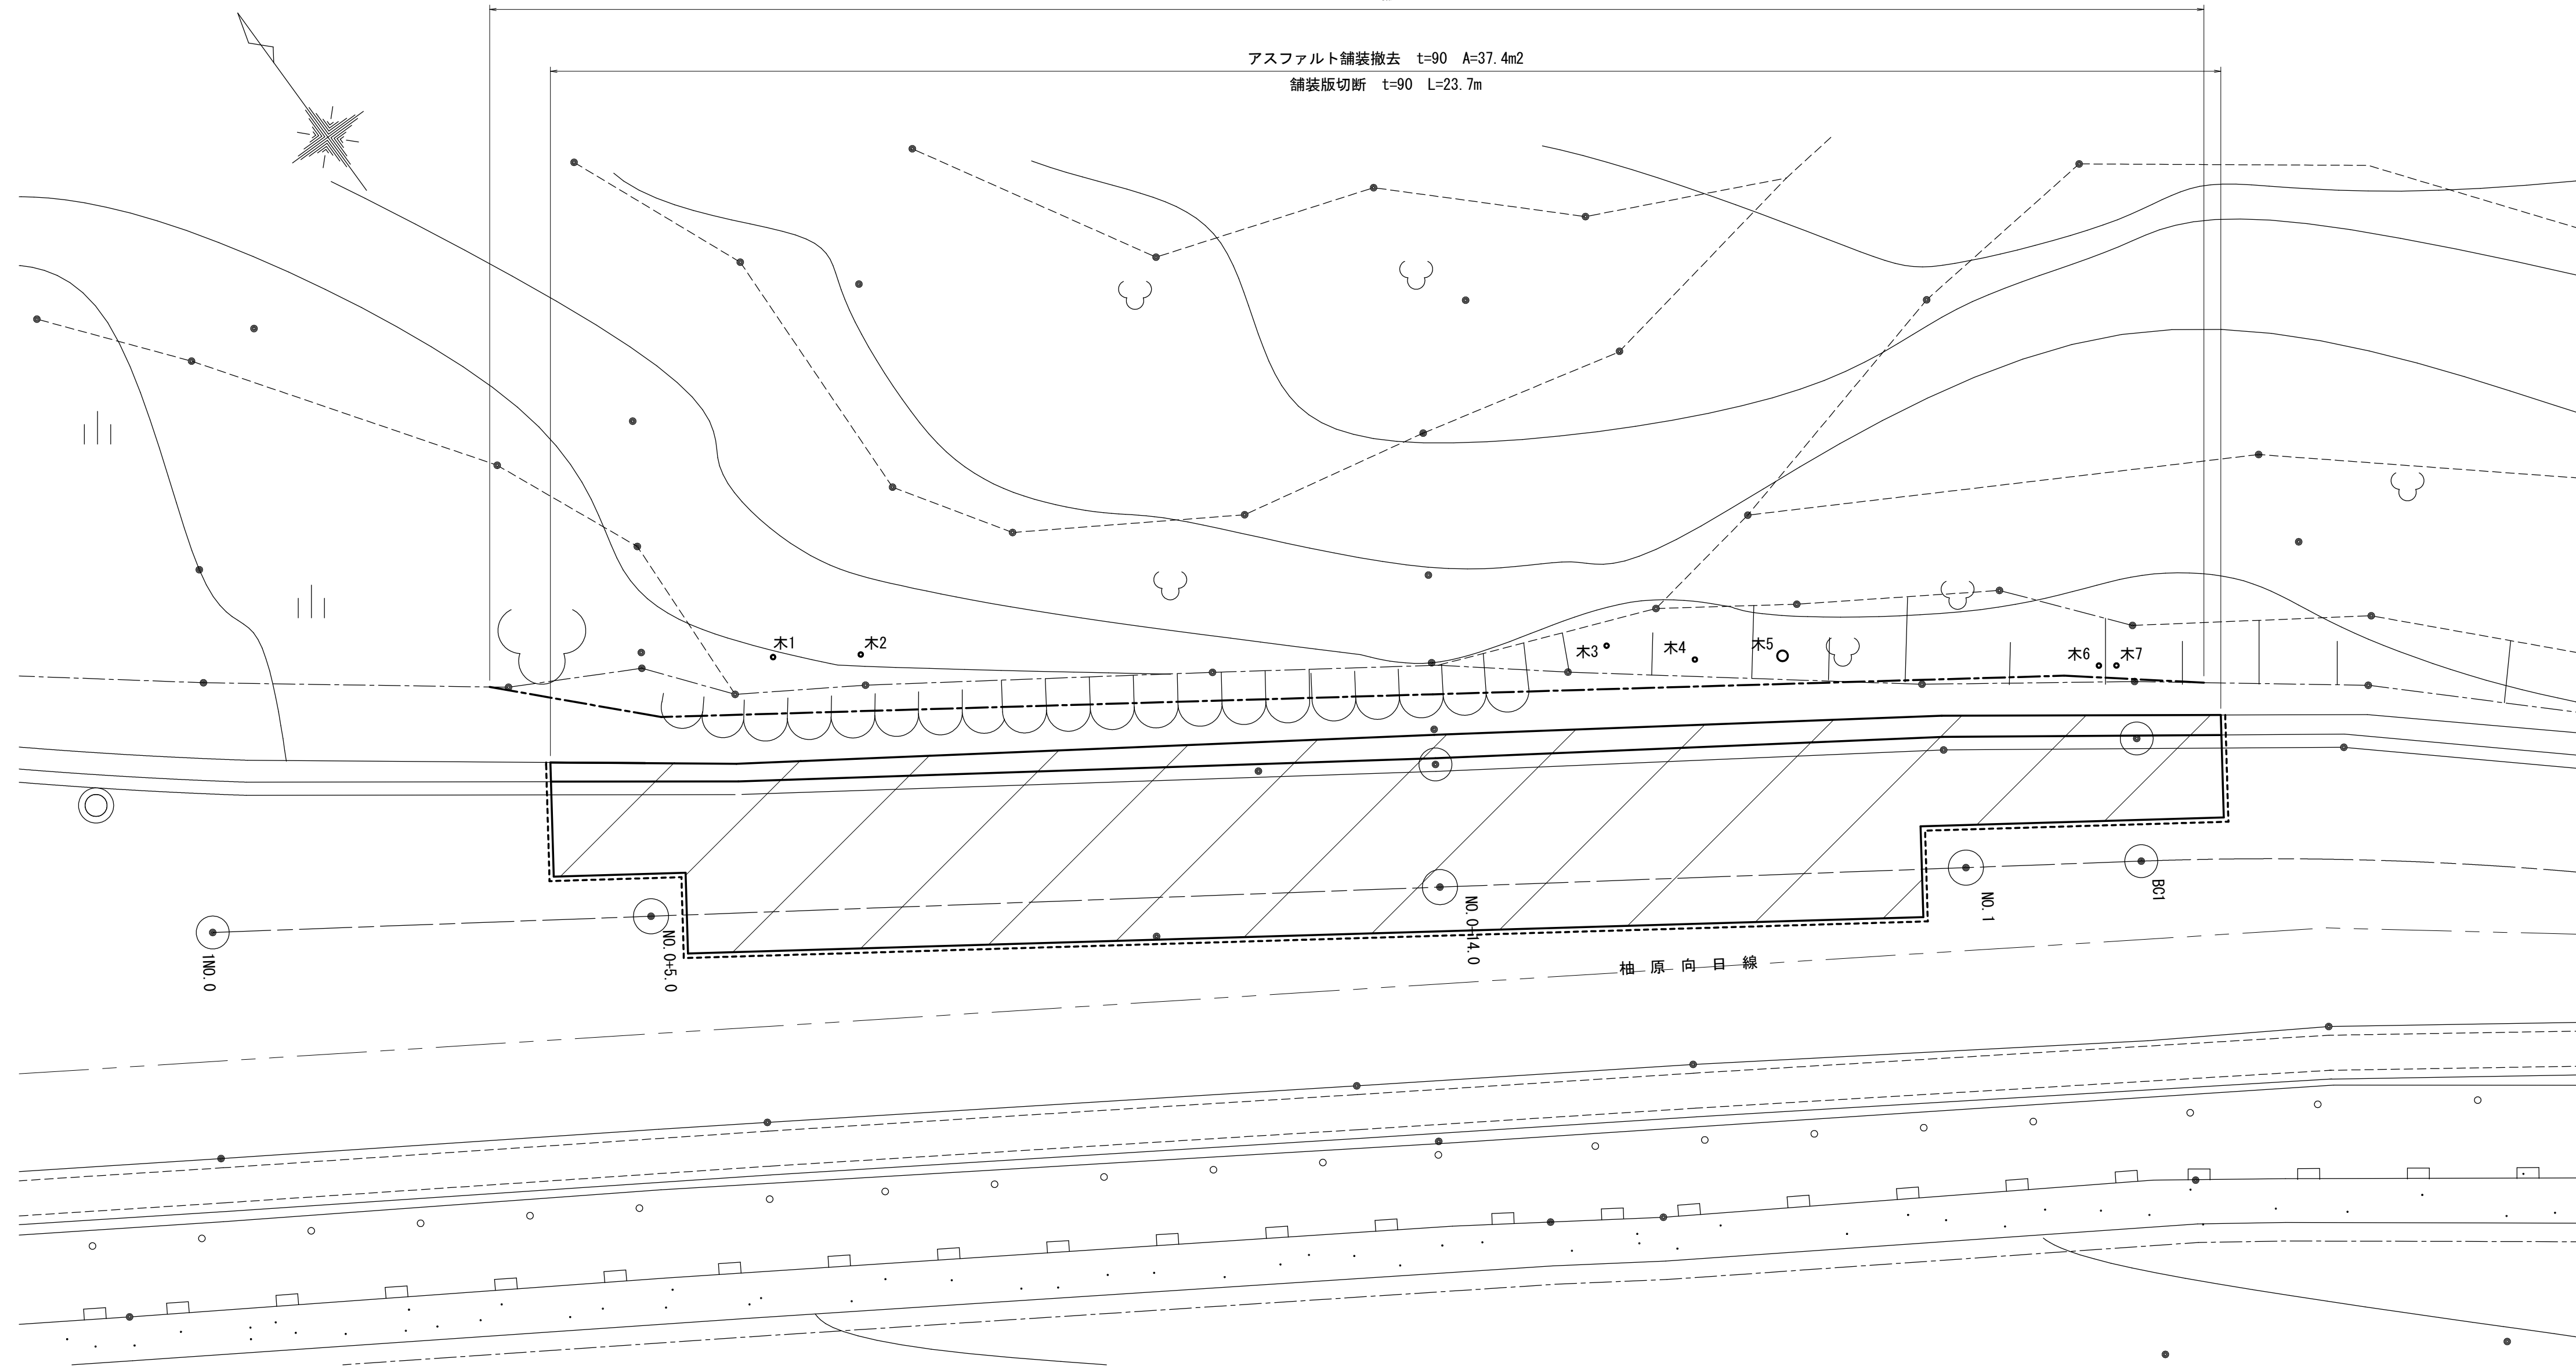 アスファルト舗装撤去　t=90　A=37.4m2
舗装版切断　t=90　L=23.7m
木1
木2
木3
木4
木5
木6
木7
1NO.0
NO.0+5.0
NO.0+14.0
NO.1
BC1
柚原向日線